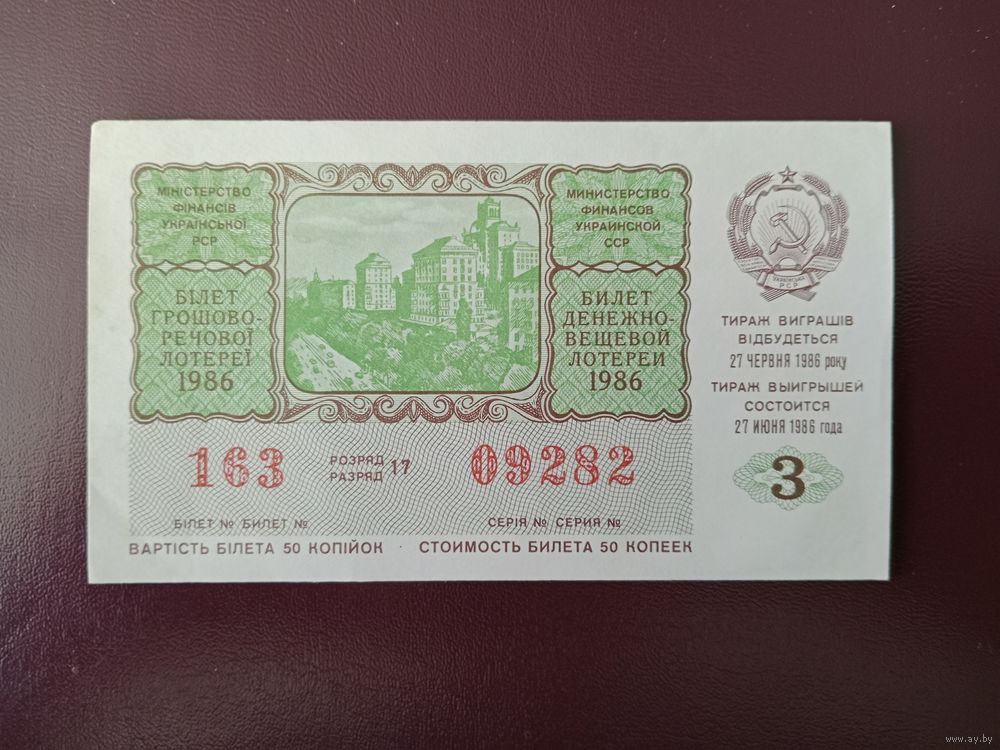 МІНІСТЕРСТВО
ФІНАНСІВ
УКРАЇНСЬКОЇ
РСР
БІЛЕТ
ГРОШОВО-
РЕЧОВОЇ
ЛОТЕРЕЇ
1986
МИНИСТЕРСТВО
ФИНАНСОВ
УКРАИНСКОЙ
ССР
БИЛЕТ
ДЕНЕЖНО-
ВЕЩЕВОЙ
ЛОТЕРЕИ
1986
УКРАЇНСЬКА
РСР
ТИРАЖ ВИГРАШІВ
ВІДБУДЕТЬСЯ
27 ЧЕРВНЯ 1986 року
ТИРАЖ ВЫИГРЫШЕЙ
СОСТОИТСЯ
27 ИЮНЯ 1986 года
3
163
РОЗРЯД
РАЗРЯД
17
09282
БІЛЕТ № БИЛЕТ №
СЕРІЯ № СЕРИЯ №
ВАРТІСТЬ БІЛЕТА 50 КОПІЙОК
СТОИМОСТЬ БИЛЕТА 50 КОПЕЕК
www.ay.by